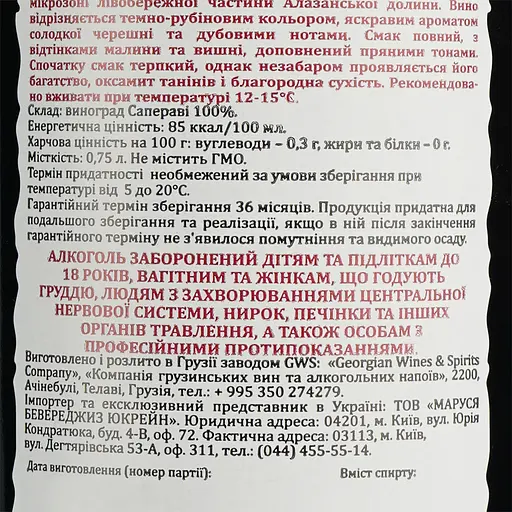 мікрозоні лівобережної частини Алазанської долини. Вино
відрізняється темно-рубіновим кольором, яскравим ароматом
солодкої черешні та дубовими нотами. Смак повний, з
відтінками малини та вишні, доповнений пряними тонами.
Спочатку смак терпкий, однак незабаром проявляється його
багатство, оксамит танінів і благородна сухість. Рекомендова-
но вживати при температурі 12-15°С.
Склад: виноград Сапераві 100%.
Енергетична цінність: 85 ккал/100 мл.
Харчова цінність на 100 г: вуглеводи – 0,3 г, жири та білки – 0 г.
Місткість: 0,75 л. Не містить ГМО.
Термін придатності необмежений за умови зберігання при
температурі від 5 до 20°С.
Гарантійний термін зберігання 36 місяців. Продукція придатна для
подальшого зберігання та реалізації, якщо в ній після закінчення
гарантійного терміну не з'явилося помутніння та видимого осаду.
АЛКОГОЛЬ ЗАБОРОНЕНИЙ ДІТЯМ ТА ПІДЛІТКАМ ДО
18 РОКІВ, ВАГІТНИМ ТА ЖІНКАМ, ЩО ГОДУЮТЬ
ГРУДДЮ, ЛЮДЯМ З ЗАХВОРЮВАННЯМИ ЦЕНТРАЛЬНОЇ
НЕРВОВОЇ СИСТЕМИ, НИРОК, ПЕЧІНКИ ТА ІНШИХ
ОРГАНІВ ТРАВЛЕННЯ, А ТАКОЖ ОСОБАМ З
ПРОФЕСІЙНИМИ ПРОТИПОКАЗАННЯМИ.
Виготовлено і розлито в Грузії заводом GWS: «Georgian Wines & Spirits
Company», «Компанія грузинських вин та алкогольних напоїв», 2200,
Ачінебулі, Телаві, Грузія, тел.: + 995 350 274279.
Імпортер та ексклюзивний представник в Україні: ТОВ «МАРУСЯ
БЕВЕРЕДЖИЗ ЮКРЕЙН». Юридична адреса: 04201, м. Київ, вул. Юрія
Кондратюка, буд. 4-В, оф. 72. Фактична адреса: 03113, м. Київ,
вул. Дегтярівська 53-А, оф. 311, тел.: (044) 455-55-14.
Дата виготовлення (номер партії): Вміст спирту: